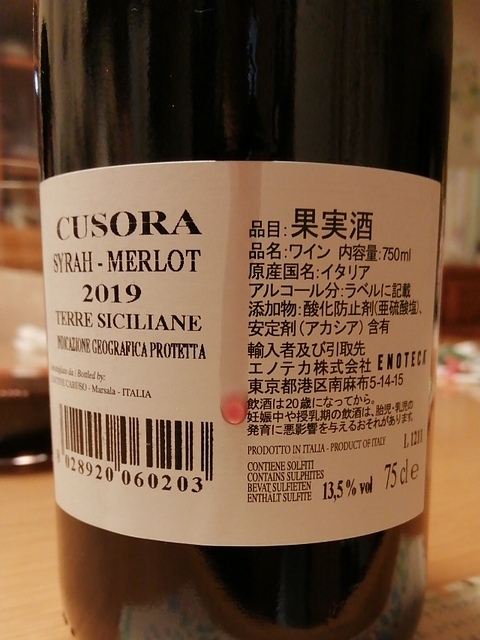 CUSORA
SYRAH - MERLOT
2019
TERRE SICILIANE
INDICAZIONE GEOGRAFICA PROTETTA
Bottled by:
CARUSO - Marsala - ITALIA
8 028920 060203
品目:果実酒
品名:ワイン 内容量:750ml
原産国名:イタリア
アルコール分:ラベルに記載
添加物:酸化防止剤(亜硫酸塩)、
安定剤(アカシア)含有
輸入者及び引取先
エノテカ株式会社 ENOTECA
東京都港区南麻布5-14-15
飲酒は20歳になってから。
妊娠中や授乳期の飲酒は、胎児・乳児の
発育に悪影響を与えるおそれがあります。
PRODOTTO IN ITALIA - PRODUCT OF ITALY L.1211
CONTIENE SOLFITI
CONTAINS SULPHITES
BEVAT SULFIETEN
ENTHÄLT SULFITE
13,5% vol 75 cl e